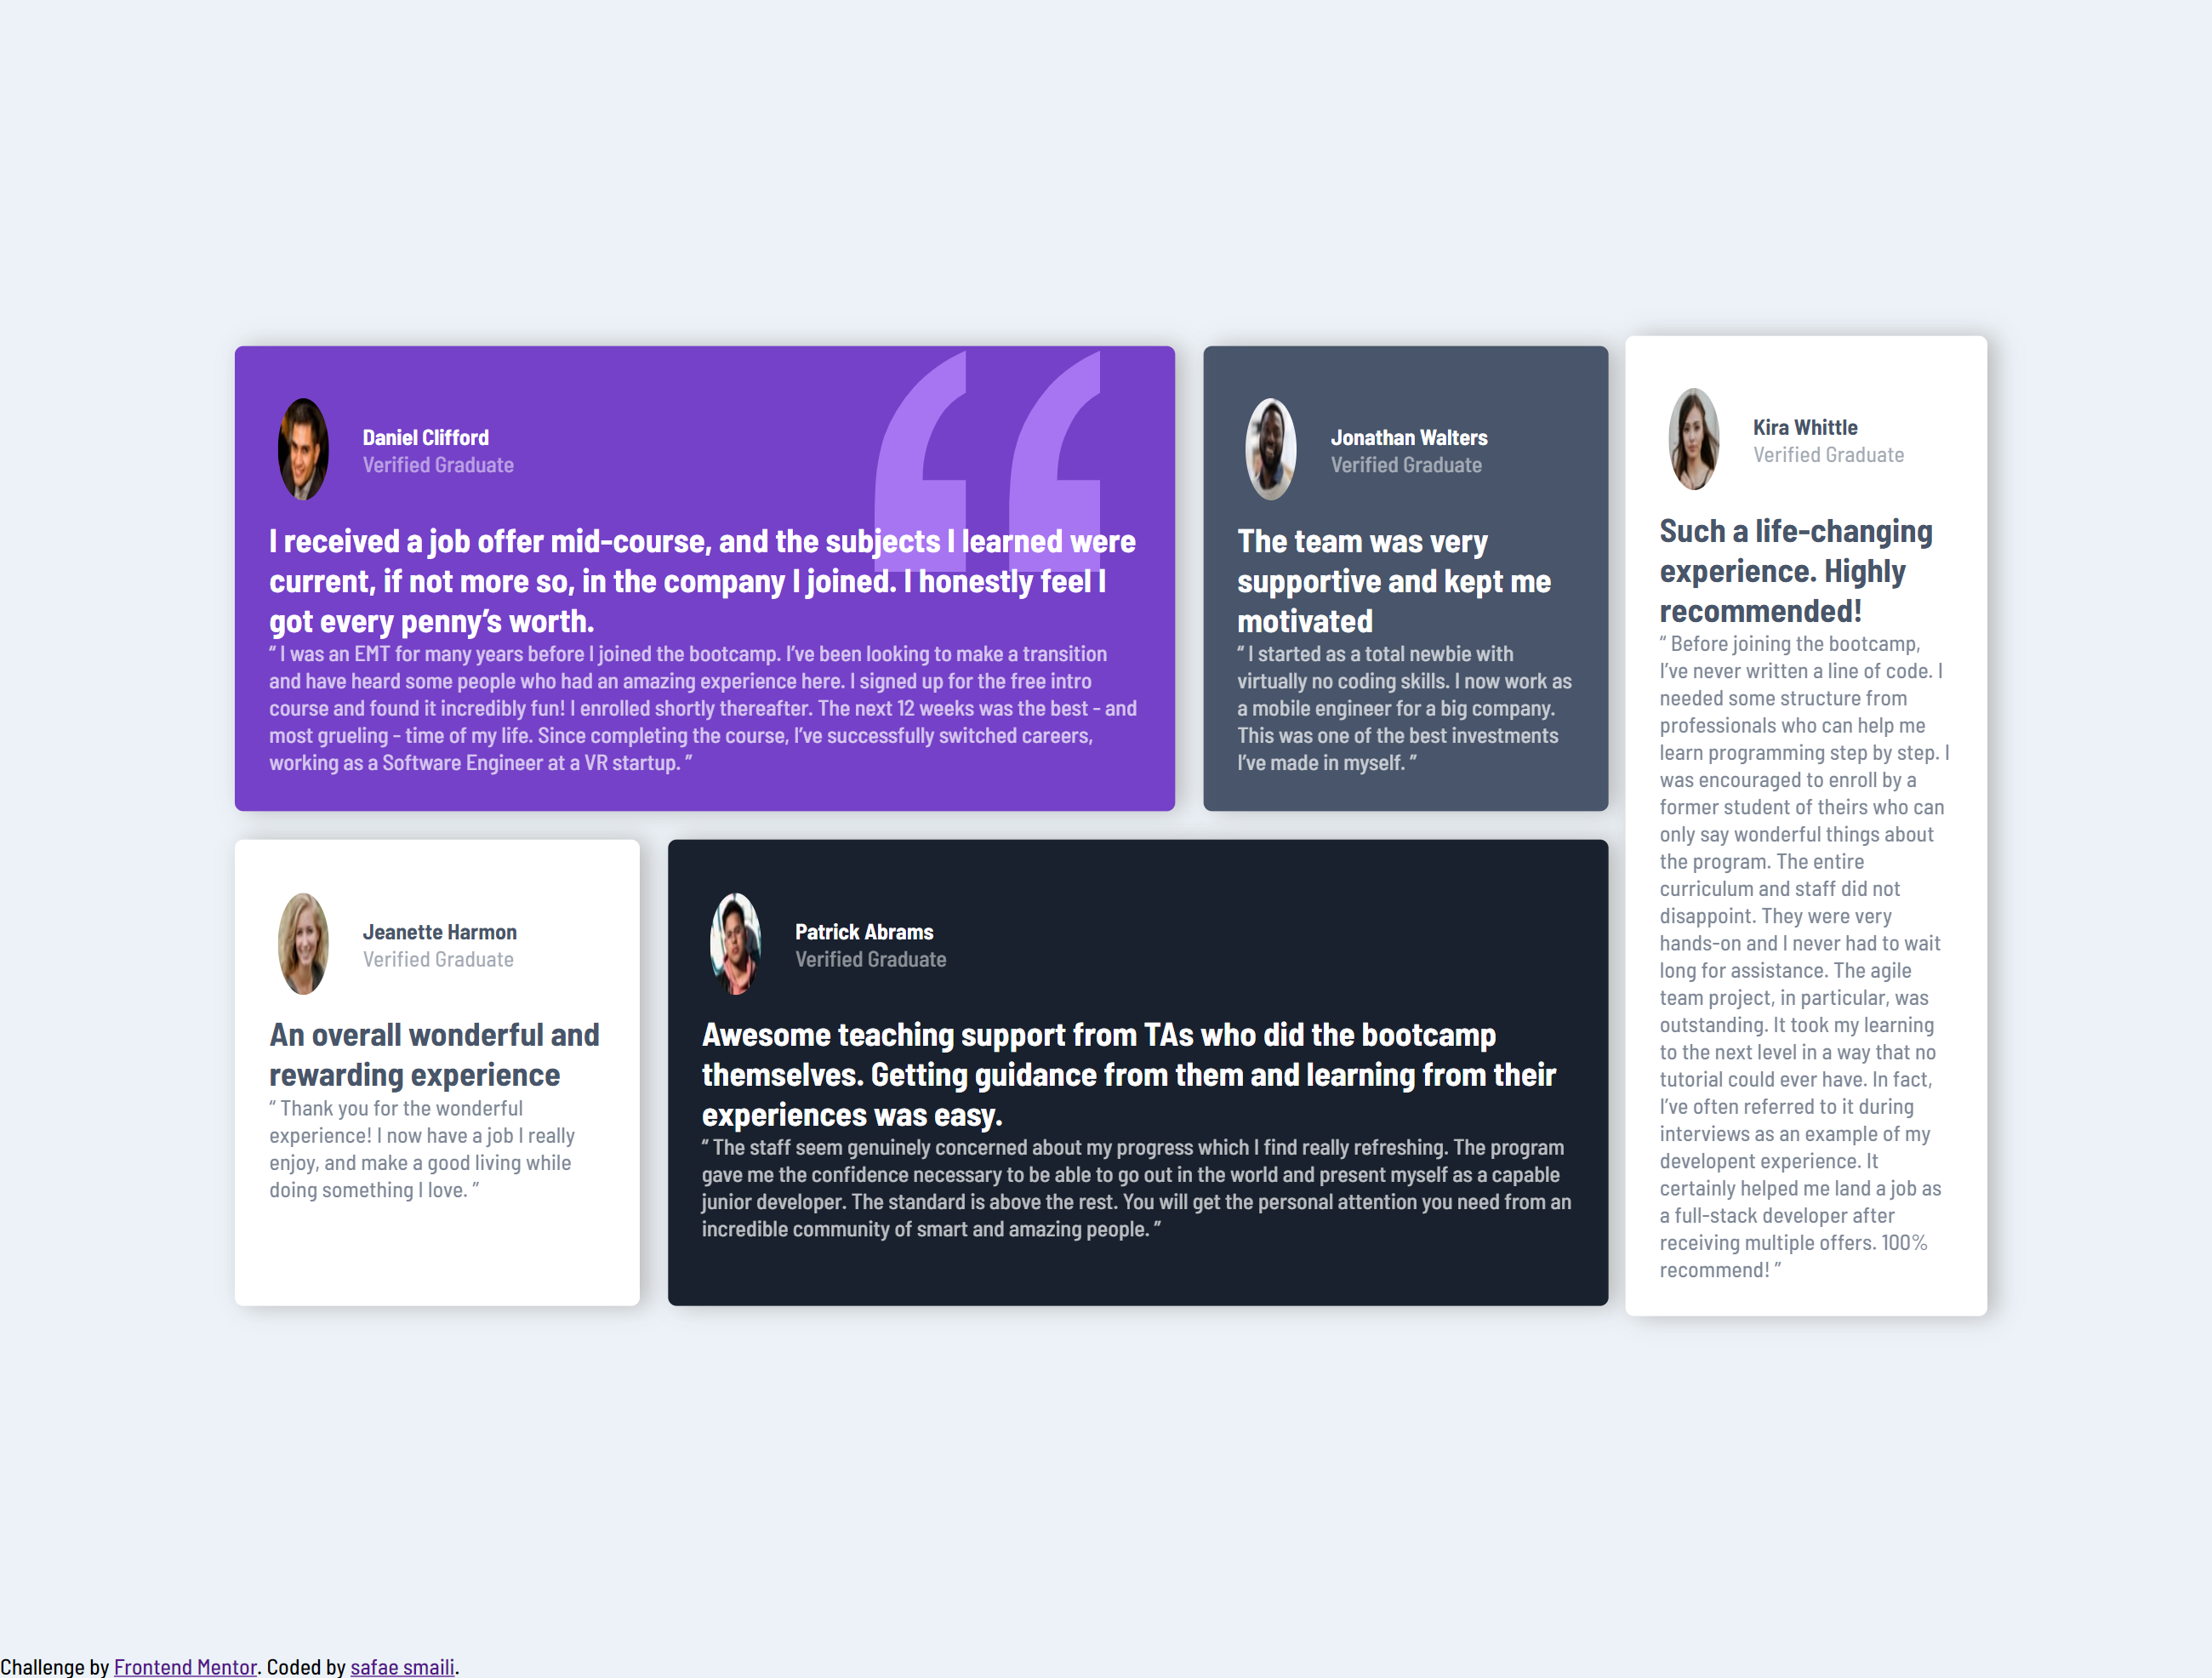 Daniel Clifford
Verified Graduate
I received a job offer mid-course, and the subjects I learned were
current, if not more so, in the company I joined. I honestly feel I
got every penny’s worth.
“ I was an EMT for many years before I joined the bootcamp. I’ve been looking to make a transition
and have heard some people who had an amazing experience here. I signed up for the free intro
course and found it incredibly fun! I enrolled shortly thereafter. The next 12 weeks was the best - and
most grueling - time of my life. Since completing the course, I’ve successfully switched careers,
working as a Software Engineer at a VR startup. ”
Jonathan Walters
Verified Graduate
The team was very
supportive and kept me
motivated
“ I started as a total newbie with
virtually no coding skills. I now work as
a mobile engineer for a big company.
This was one of the best investments
I’ve made in myself. ”
Kira Whittle
Verified Graduate
Such a life-changing
experience. Highly
recommended!
“ Before joining the bootcamp,
I’ve never written a line of code. I
needed some structure from
professionals who can help me
learn programming step by step. I
was encouraged to enroll by a
former student of theirs who can
only say wonderful things about
the program. The entire
curriculum and staff did not
disappoint. They were very
hands-on and I never had to wait
long for assistance. The agile
team project, in particular, was
outstanding. It took my learning
to the next level in a way that no
tutorial could ever have. In fact,
I’ve often referred to it during
interviews as an example of my
developent experience. It
certainly helped me land a job as
a full-stack developer after
receiving multiple offers. 100%
recommend! ”
Jeanette Harmon
Verified Graduate
An overall wonderful and
rewarding experience
“ Thank you for the wonderful
experience! I now have a job I really
enjoy, and make a good living while
doing something I love. ”
Patrick Abrams
Verified Graduate
Awesome teaching support from TAs who did the bootcamp
themselves. Getting guidance from them and learning from their
experiences was easy.
“ The staff seem genuinely concerned about my progress which I find really refreshing. The program
gave me the confidence necessary to be able to go out in the world and present myself as a capable
junior developer. The standard is above the rest. You will get the personal attention you need from an
incredible community of smart and amazing people. ”
Challenge by Frontend Mentor. Coded by safae smaili.